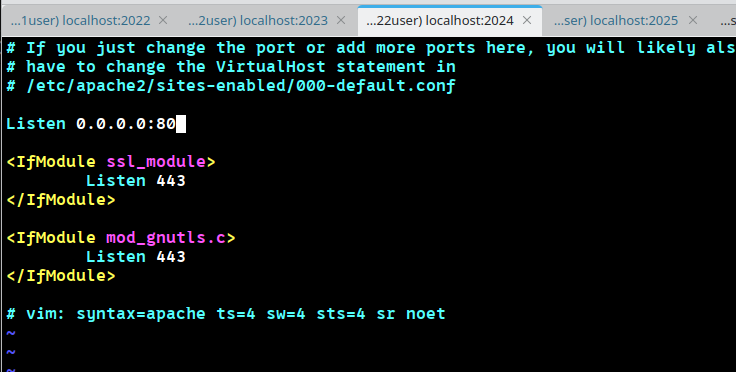 ...1user) localhost:2022
...2user) localhost:2023
...22user) localhost:2024
...ser) localhost:2025
...s
# If you just change the port or add more ports here, you will likely als
# have to change the VirtualHost statement in
# /etc/apache2/sites-enabled/000-default.conf
Listen 0.0.0.0:80
<IfModule ssl_module>
        Listen 443
</IfModule>
<IfModule mod_gnutls.c>
        Listen 443
</IfModule>
# vim: syntax=apache ts=4 sw=4 sts=4 sr noet
~
~
~